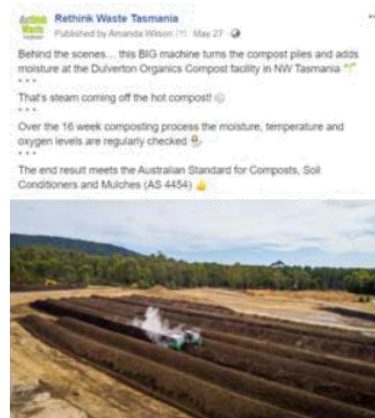 Rethink Waste Tasmania
Published by Amanda Wilson · May 27 ·
Behind the scenes... this BIG machine turns the compost piles and adds
moisture at the Dulverton Organics Compost facility in NW Tasmania 🌱
* * *
That's steam coming off the hot compost!
* * *
Over the 16 week composting process the moisture, temperature and
oxygen levels are regularly checked
* * *
The end result meets the Australian Standard for Composts, Soil
Conditioners and Mulches (AS 4454) 👍